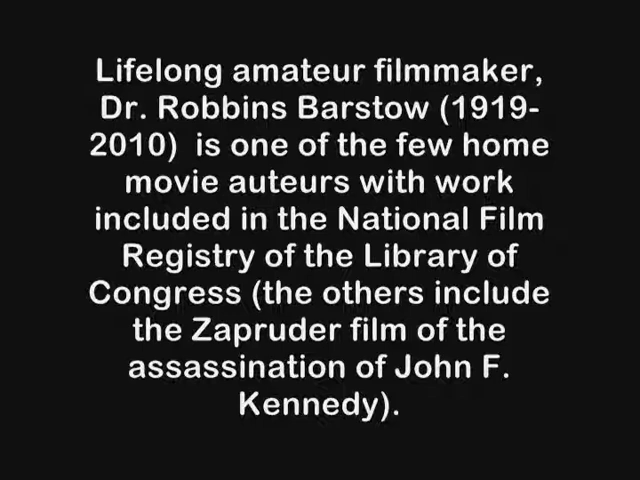 Lifelong amateur filmmaker,
Dr. Robbins Barstow (1919-
2010)  is one of the few home
movie auteurs with work
included in the National Film
Registry of the Library of
Congress (the others include
the Zapruder film of the
assassination of John F.
Kennedy).